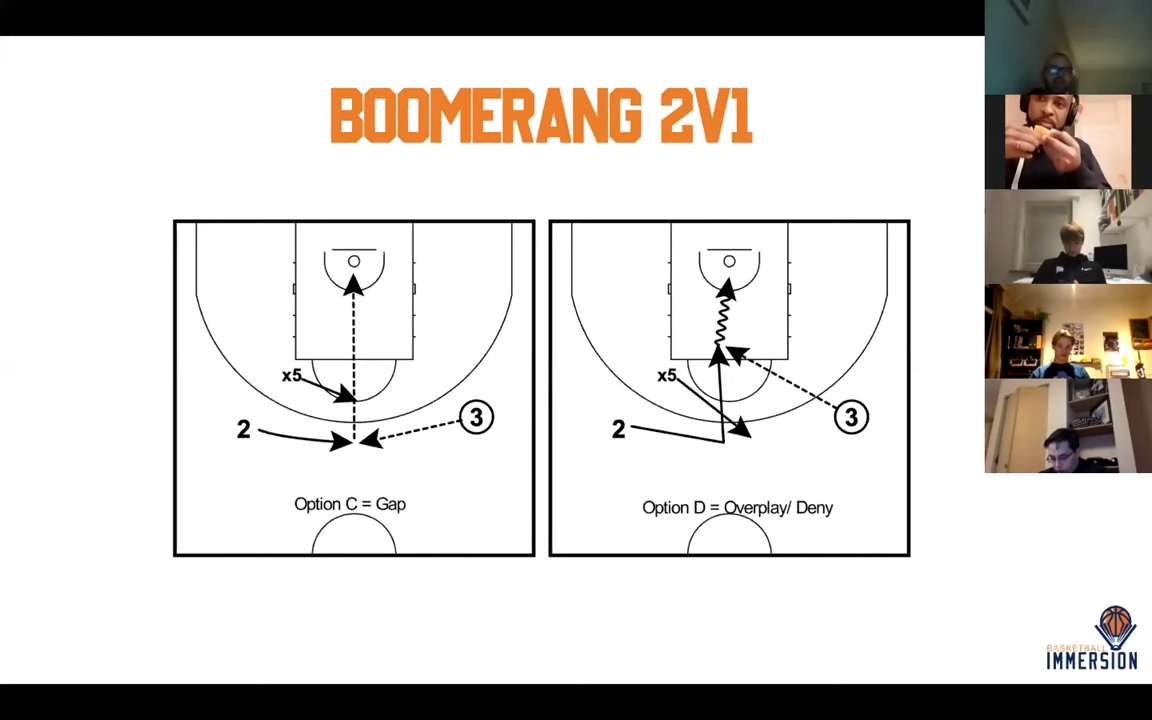 BOOMERANG 2V1
x5
2
3
Option C = Gap
x5
2
3
Option D = Overplay/ Deny
BASKETBALL
IMMERSION